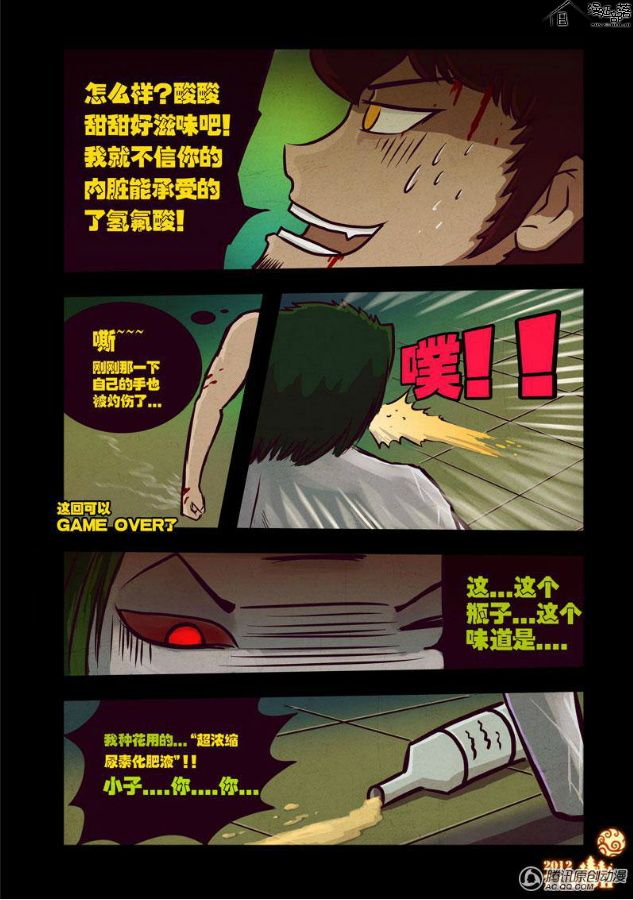 漫画部落
怎么样?酸酸
甜甜好滋味吧!
我就不信你的
内脏能承受的
了氢氟酸!
嘶~~~
刚刚那一下
自己的手也
被灼伤了...
噗!!
这回可以
GAME OVER了
这...这个
瓶子...这个
味道是....
我种花用的..."超浓缩
尿素化肥液"!!
小子....你....你...
2012
腾讯原创动漫
AC.QQ.COM